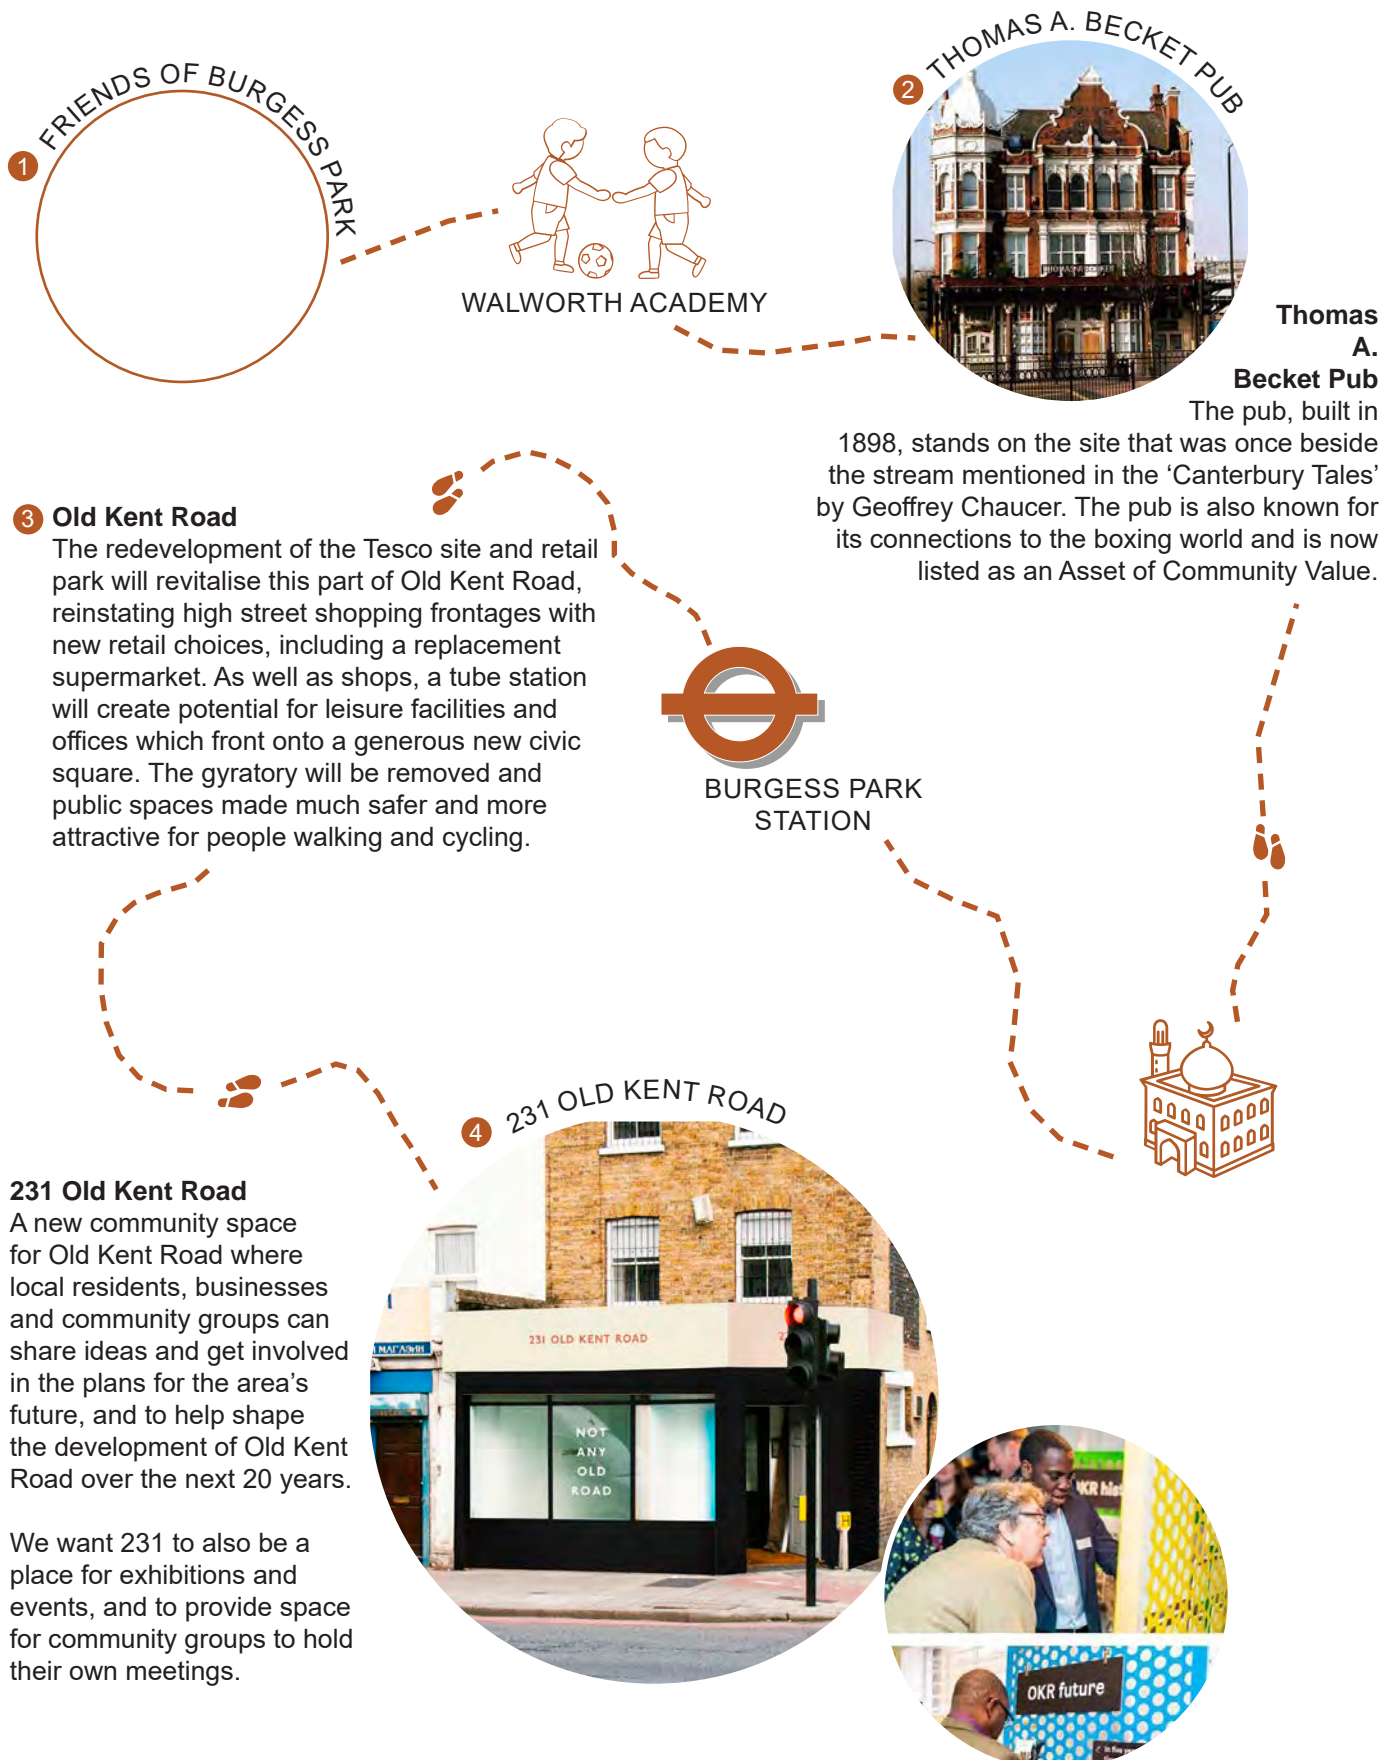 1
FRIENDS OF BURGESS PARK
WALWORTH ACADEMY
2
THOMAS A. BECKET PUB
THOMAS A BECKET
Thomas
A.
Becket Pub
The pub, built in
1898, stands on the site that was once beside
the stream mentioned in the ‘Canterbury Tales’
by Geoffrey Chaucer. The pub is also known for
its connections to the boxing world and is now
listed as an Asset of Community Value.
3 Old Kent Road
The redevelopment of the Tesco site and retail
park will revitalise this part of Old Kent Road,
reinstating high street shopping frontages with
new retail choices, including a replacement
supermarket. As well as shops, a tube station
will create potential for leisure facilities and
offices which front onto a generous new civic
square. The gyratory will be removed and
public spaces made much safer and more
attractive for people walking and cycling.
BURGESS PARK
STATION
4
231 OLD KENT ROAD
231 Old Kent Road
A new community space
for Old Kent Road where
local residents, businesses
and community groups can
share ideas and get involved
in the plans for the area’s
future, and to help shape
the development of Old Kent
Road over the next 20 years.
We want 231 to also be a
place for exhibitions and
events, and to provide space
for community groups to hold
their own meetings.
МАГАЗИН
231 OLD KENT ROAD
NOT
ANY
OLD
ROAD
H
OKR future